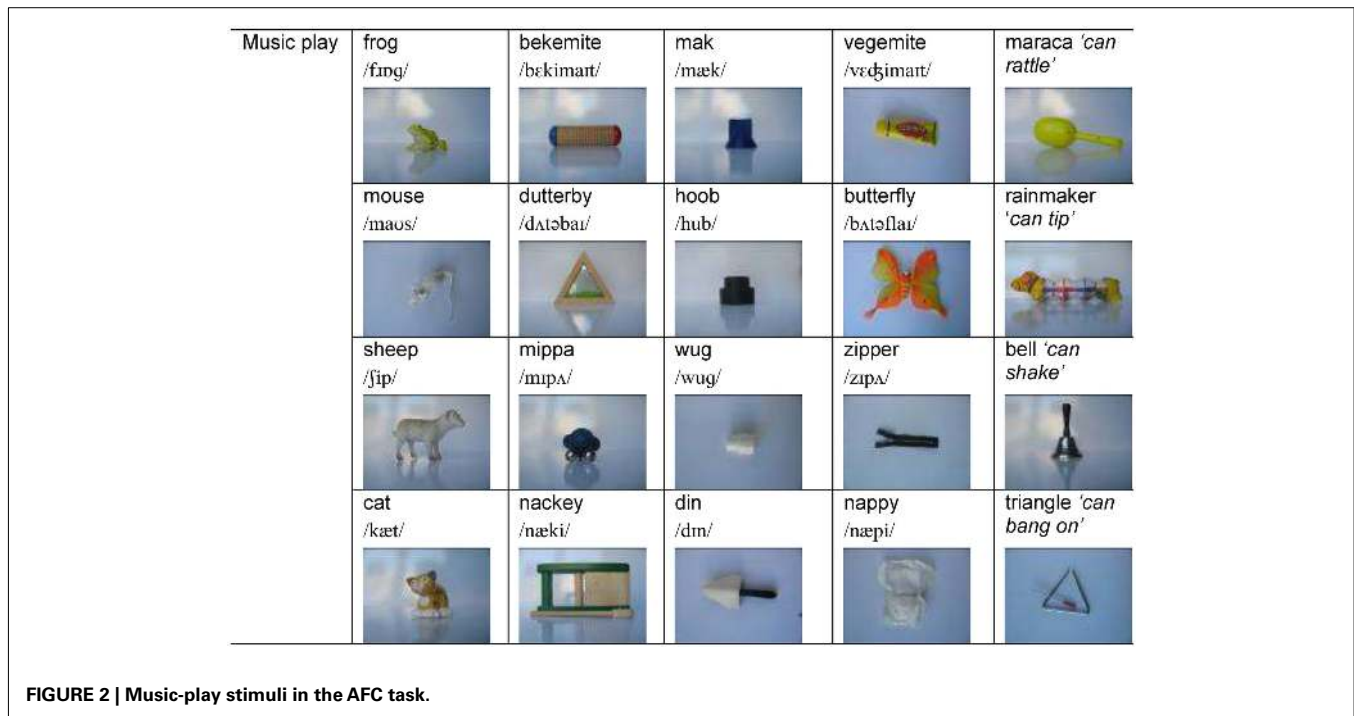 Music play frog bekemite mak vegemite maraca 'can
/fɹɒg/ /bɛkimaɪt/ /mæk/ /vɛʤimaɪt/ rattle'
mouse dutterby hoob butterfly rainmaker
/maʊs/ /dʌtəbaɪ/ /hub/ /bʌtəflaɪ/ 'can tip'
sheep mippa wug zipper bell 'can
/ʃip/ /mɪpʌ/ /wug/ /zɪpʌ/ shake'
cat nackey din nappy triangle 'can
/kæt/ /næki/ /dɪn/ /næpi/ bang on'
FIGURE 2 | Music-play stimuli in the AFC task.